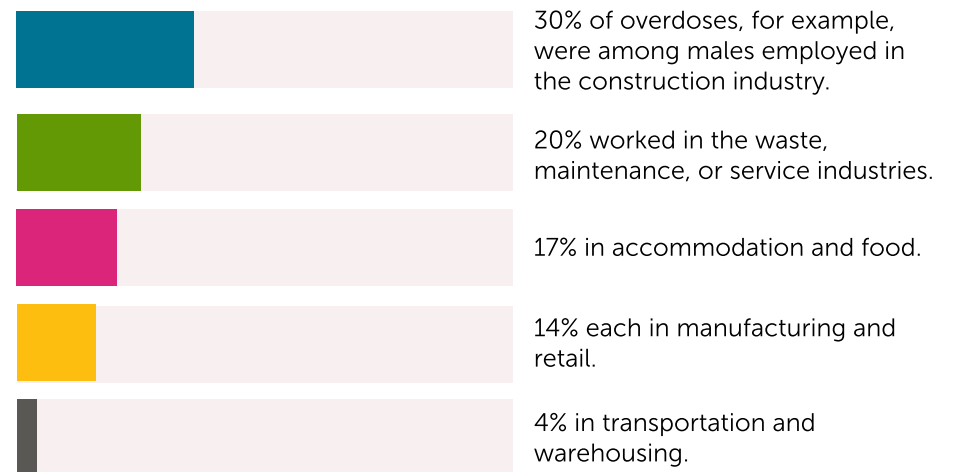 30% of overdoses, for example,
were among males employed in
the construction industry.
20% worked in the waste,
maintenance, or service industries.
17% in accommodation and food.
14% each in manufacturing and
retail.
4% in transportation and
warehousing.